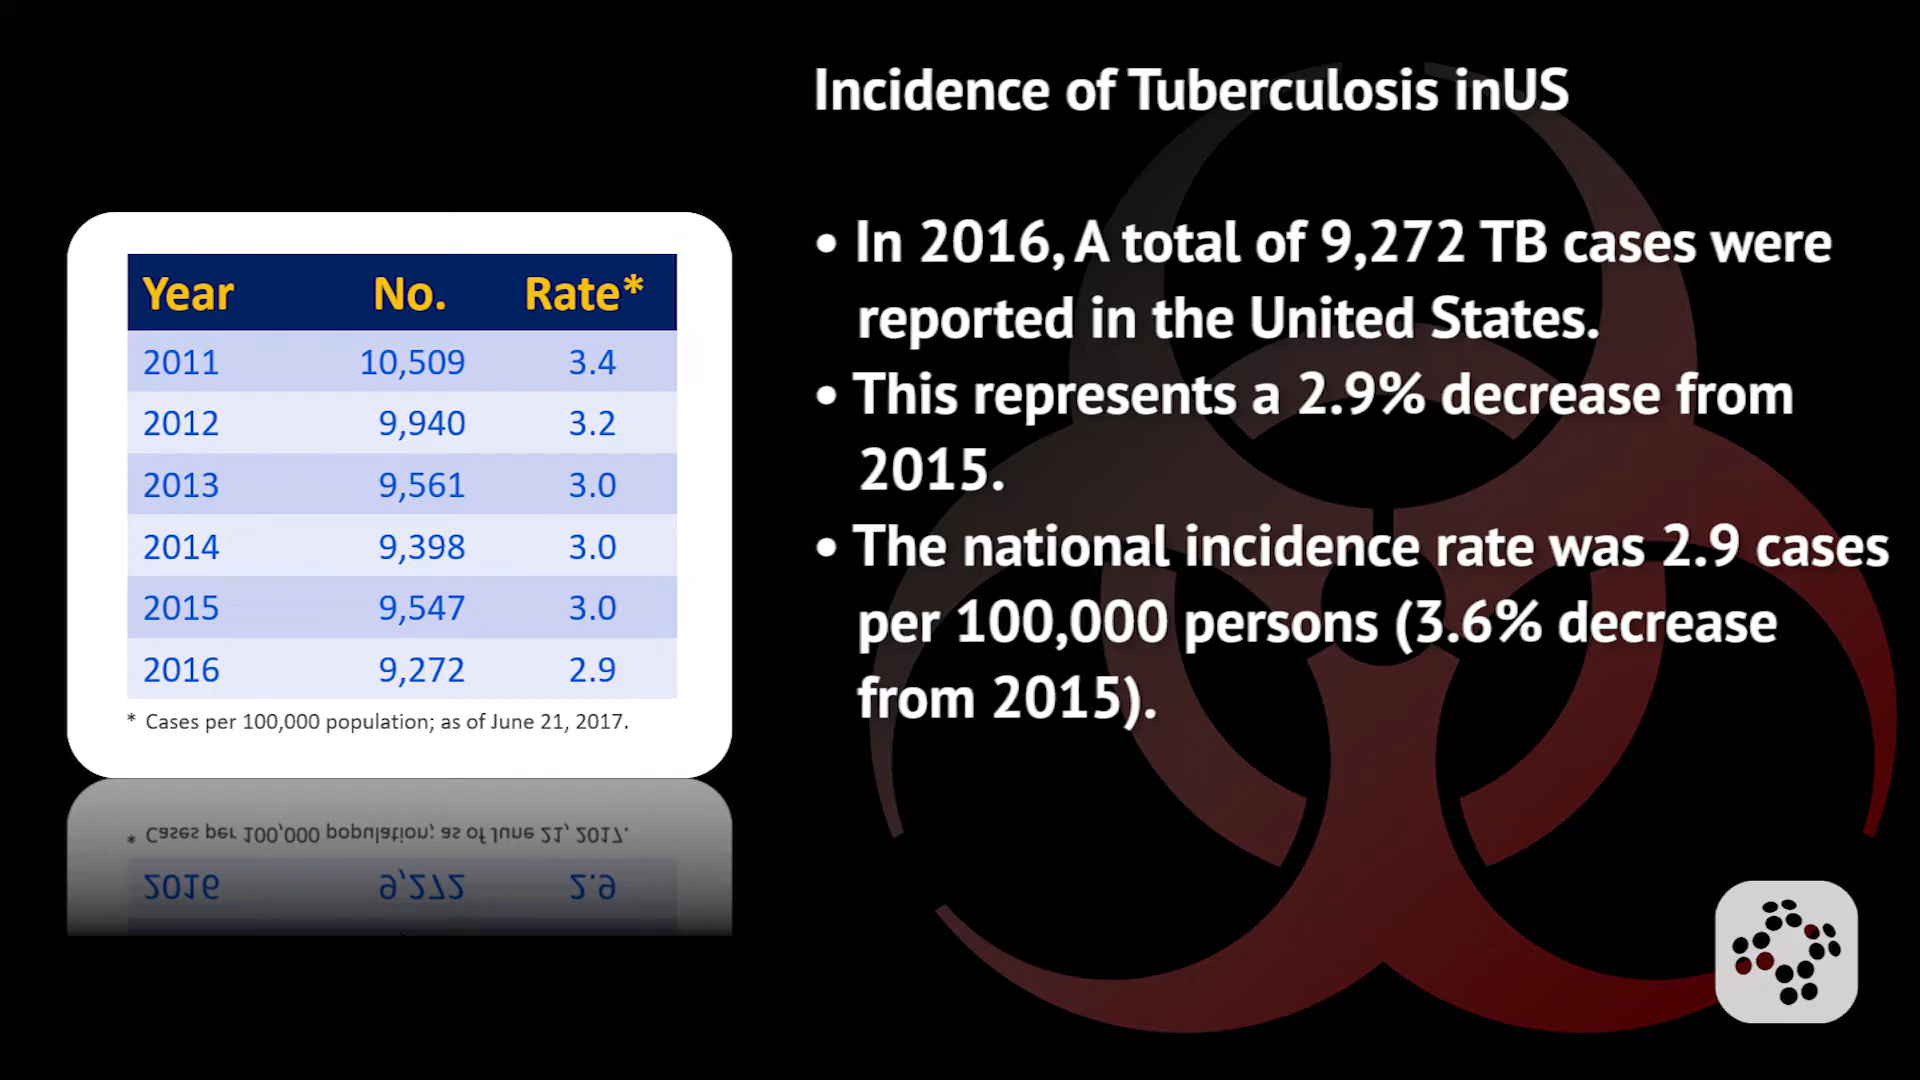 Incidence of Tuberculosis inUS
Year No. Rate*
2011 10,509 3.4
2012 9,940 3.2
2013 9,561 3.0
2014 9,398 3.0
2015 9,547 3.0
2016 9,272 2.9
* Cases per 100,000 population; as of June 21, 2017.
• In 2016, A total of 9,272 TB cases were
reported in the United States.
• This represents a 2.9% decrease from
2015.
• The national incidence rate was 2.9 cases
per 100,000 persons (3.6% decrease
from 2015).